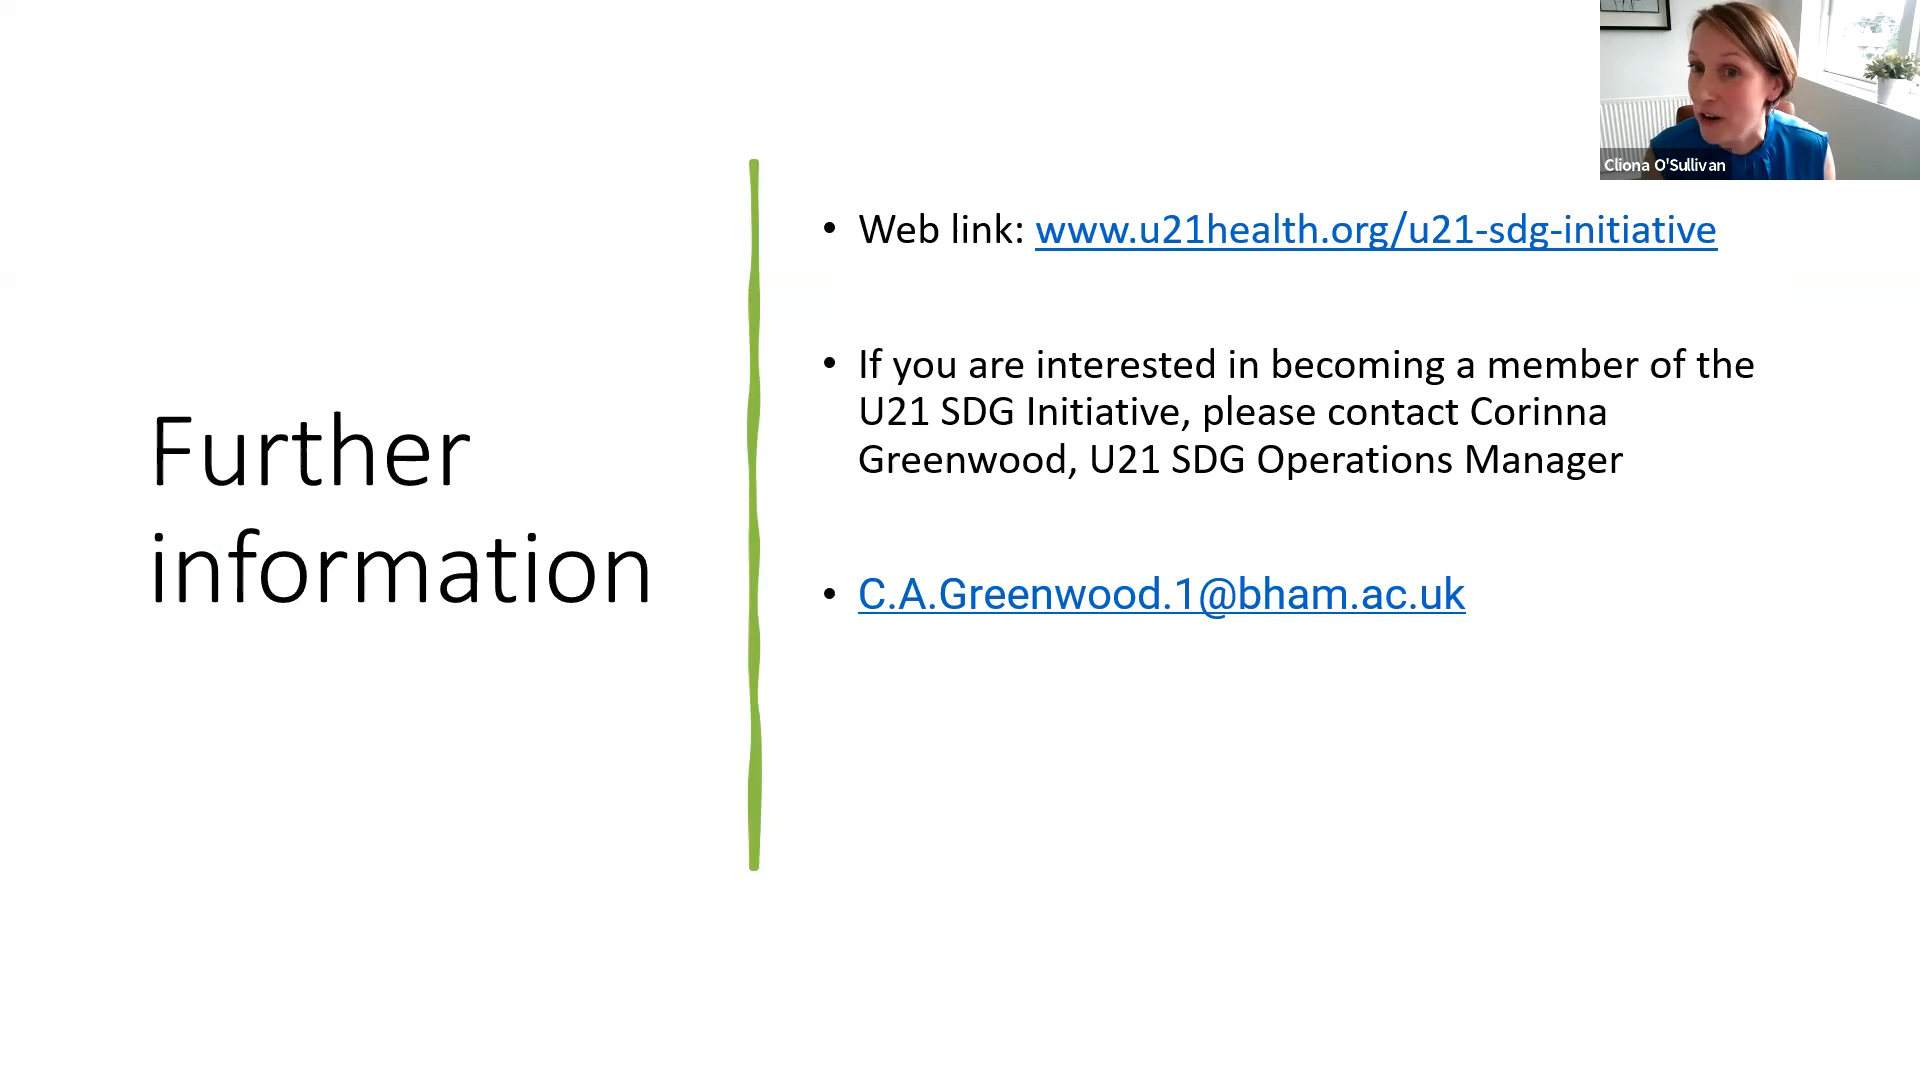 Cliona O'Sullivan
Further
information
• Web link: www.u21health.org/u21-sdg-initiative
• If you are interested in becoming a member of the
U21 SDG Initiative, please contact Corinna
Greenwood, U21 SDG Operations Manager
• C.A.Greenwood.1@bham.ac.uk